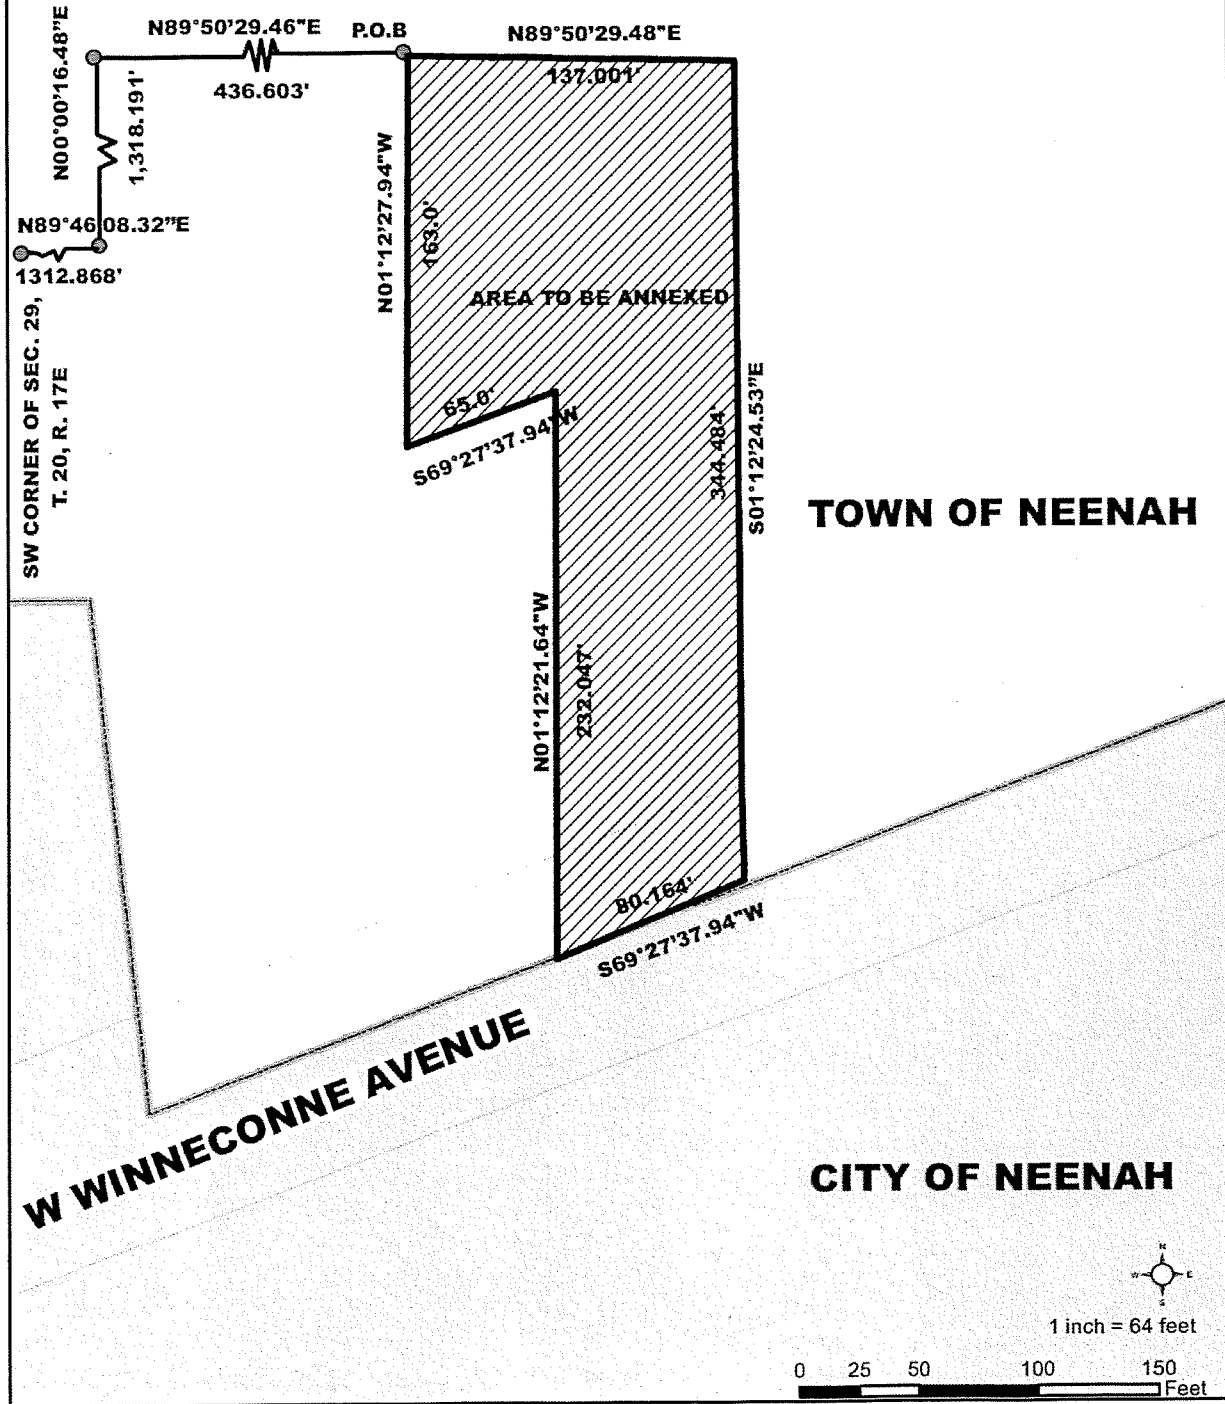 N89°50'29.46"E
P.O.B
N89°50'29.48"E
N00°00'16.48"E
1,318.191'
436.603'
137.001'
N89°46'08.32"E
1312.868'
SW CORNER OF SEC. 29,
T. 20, R. 17E
N01°12'27.94"W
163.0'
AREA TO BE ANNEXED
65.0'
S69°27'37.94"W
344.484'
S01°12'24.53"E
TOWN OF NEENAH
N01°12'21.64"W
232.047'
80.164'
S69°27'37.94"W
W WINNECONNE AVENUE
CITY OF NEENAH
N
W E
S
1 inch = 64 feet
0 25 50 100 150
Feet